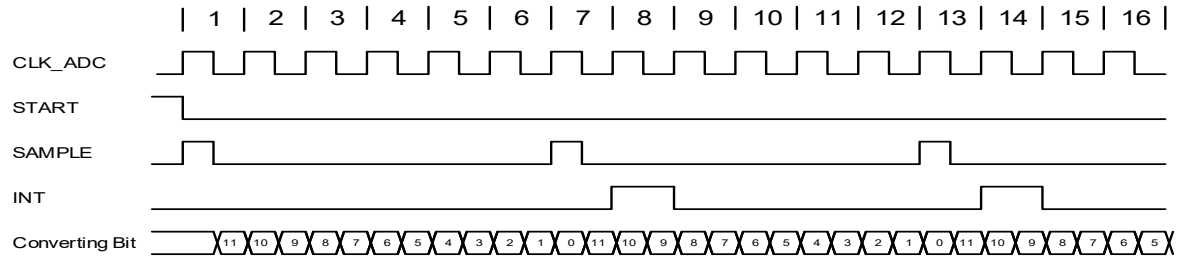 | 1 | 2 | 3 | 4 | 5 | 6 | 7 | 8 | 9 | 10 | 11 | 12 | 13 | 14 | 15 | 16 |
CLK_ADC
START
SAMPLE
INT
Converting Bit 11 10 9 8 7 6 5 4 3 2 1 0 11 10 9 8 7 6 5 4 3 2 1 0 11 10 9 8 7 6 5